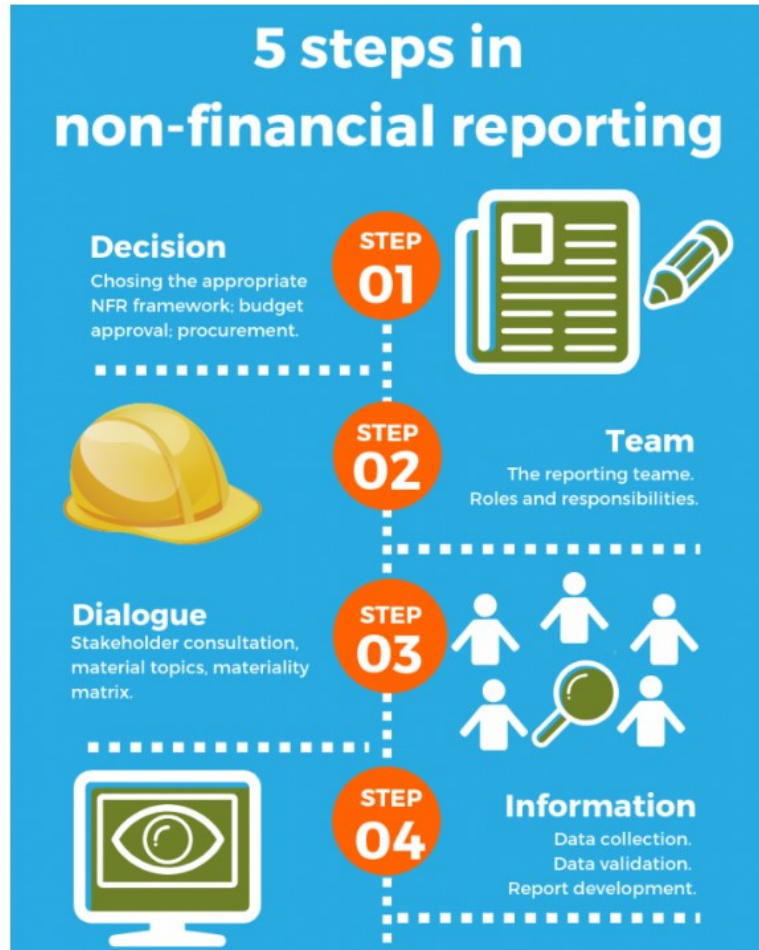 5 steps in
non-financial reporting
Decision
Chosing the appropriate
NFR framework; budget
approval; procurement.
STEP
01
STEP
02
Team
The reporting teame.
Roles and responsibilities.
Dialogue
Stakeholder consultation,
material topics, materiality
matrix.
STEP
03
STEP
04
Information
Data collection.
Data validation.
Report development.